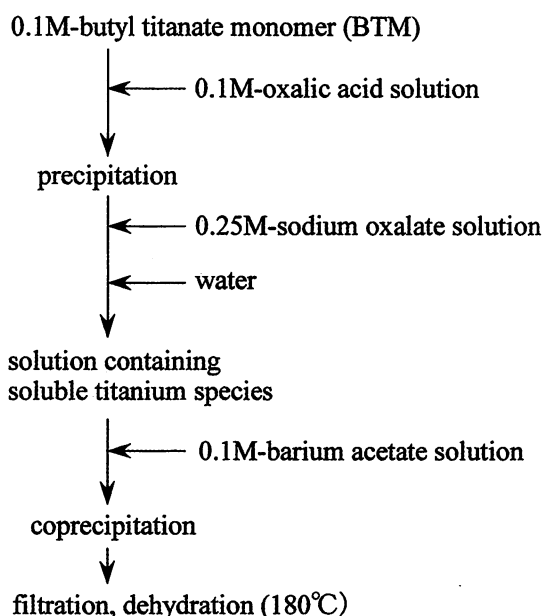 0.1M-butyl titanate monomer (BTM)
0.1M-oxalic acid solution
precipitation
0.25M-sodium oxalate solution
water
solution containing
soluble titanium species
0.1M-barium acetate solution
coprecipitation
filtration, dehydration (180℃)